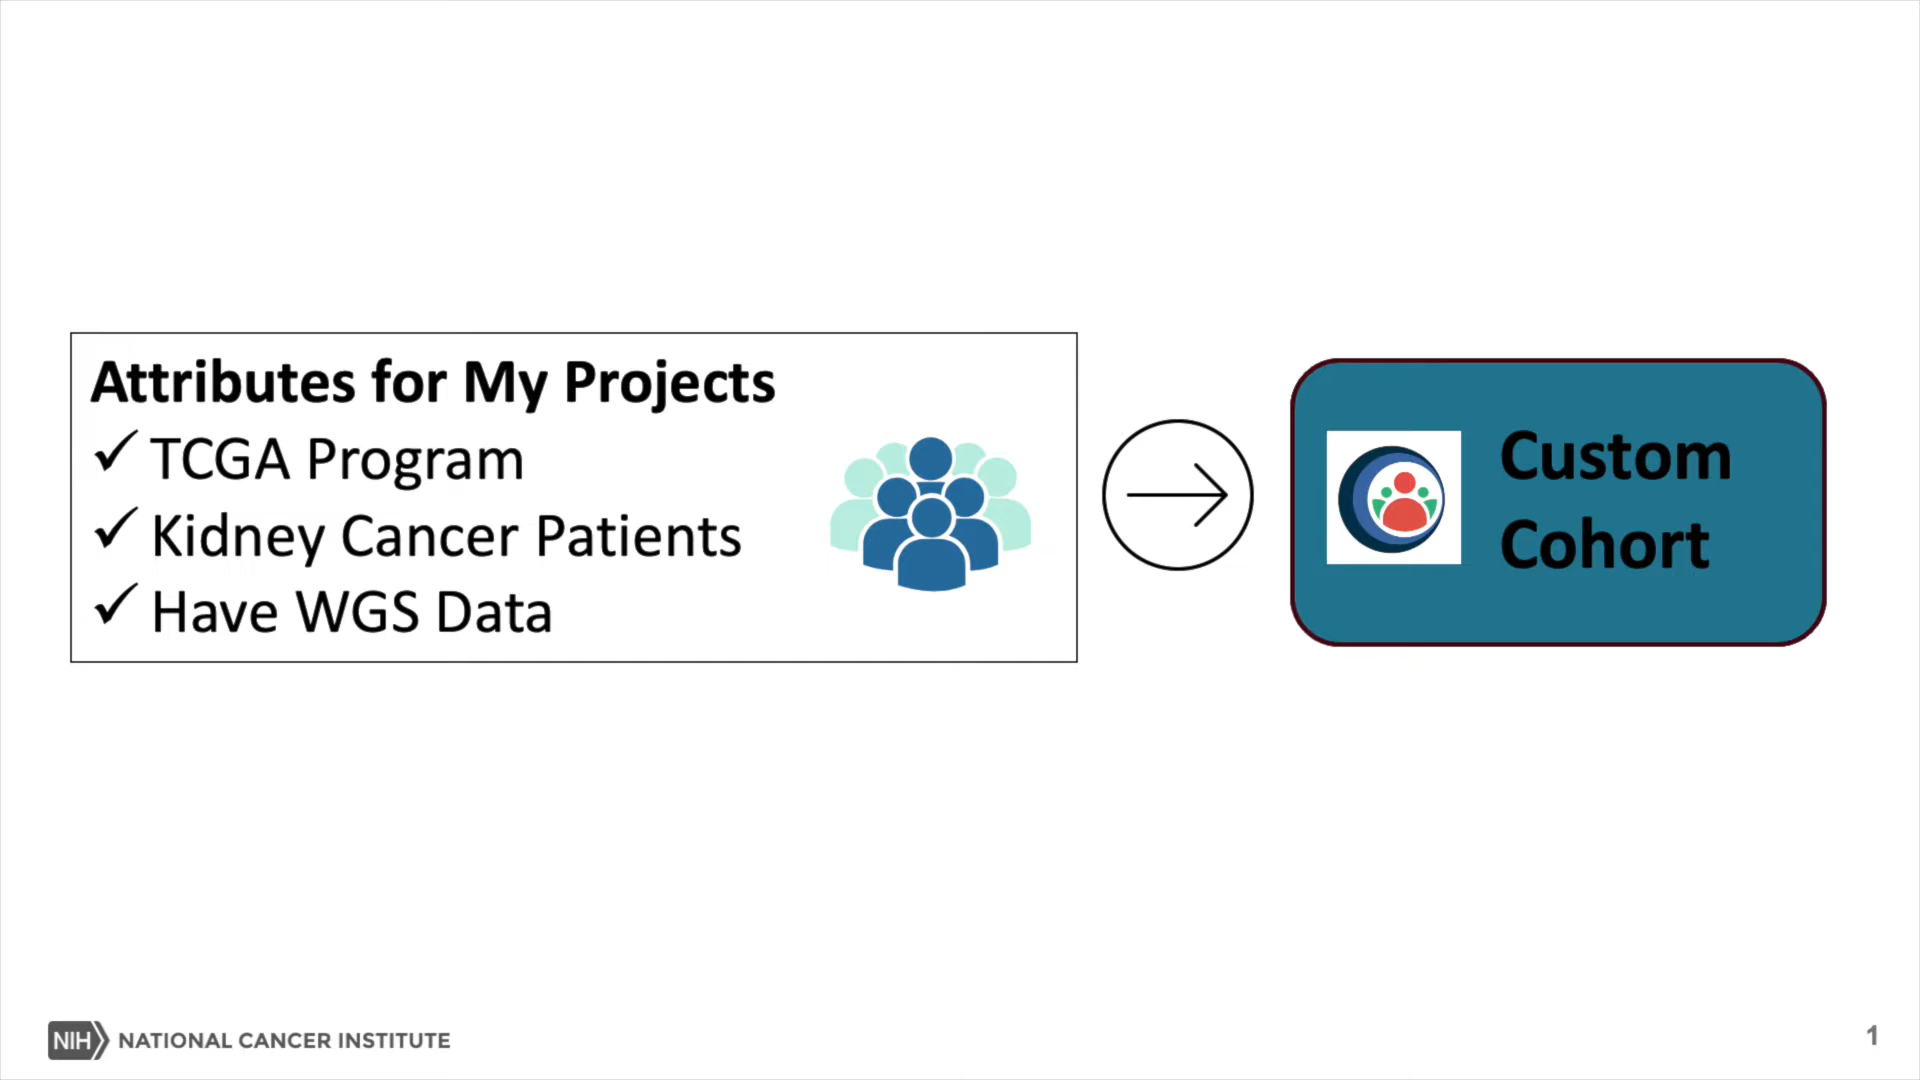 Attributes for My Projects
✓ TCGA Program
✓ Kidney Cancer Patients
✓ Have WGS Data
Custom
Cohort
NIH NATIONAL CANCER INSTITUTE
1